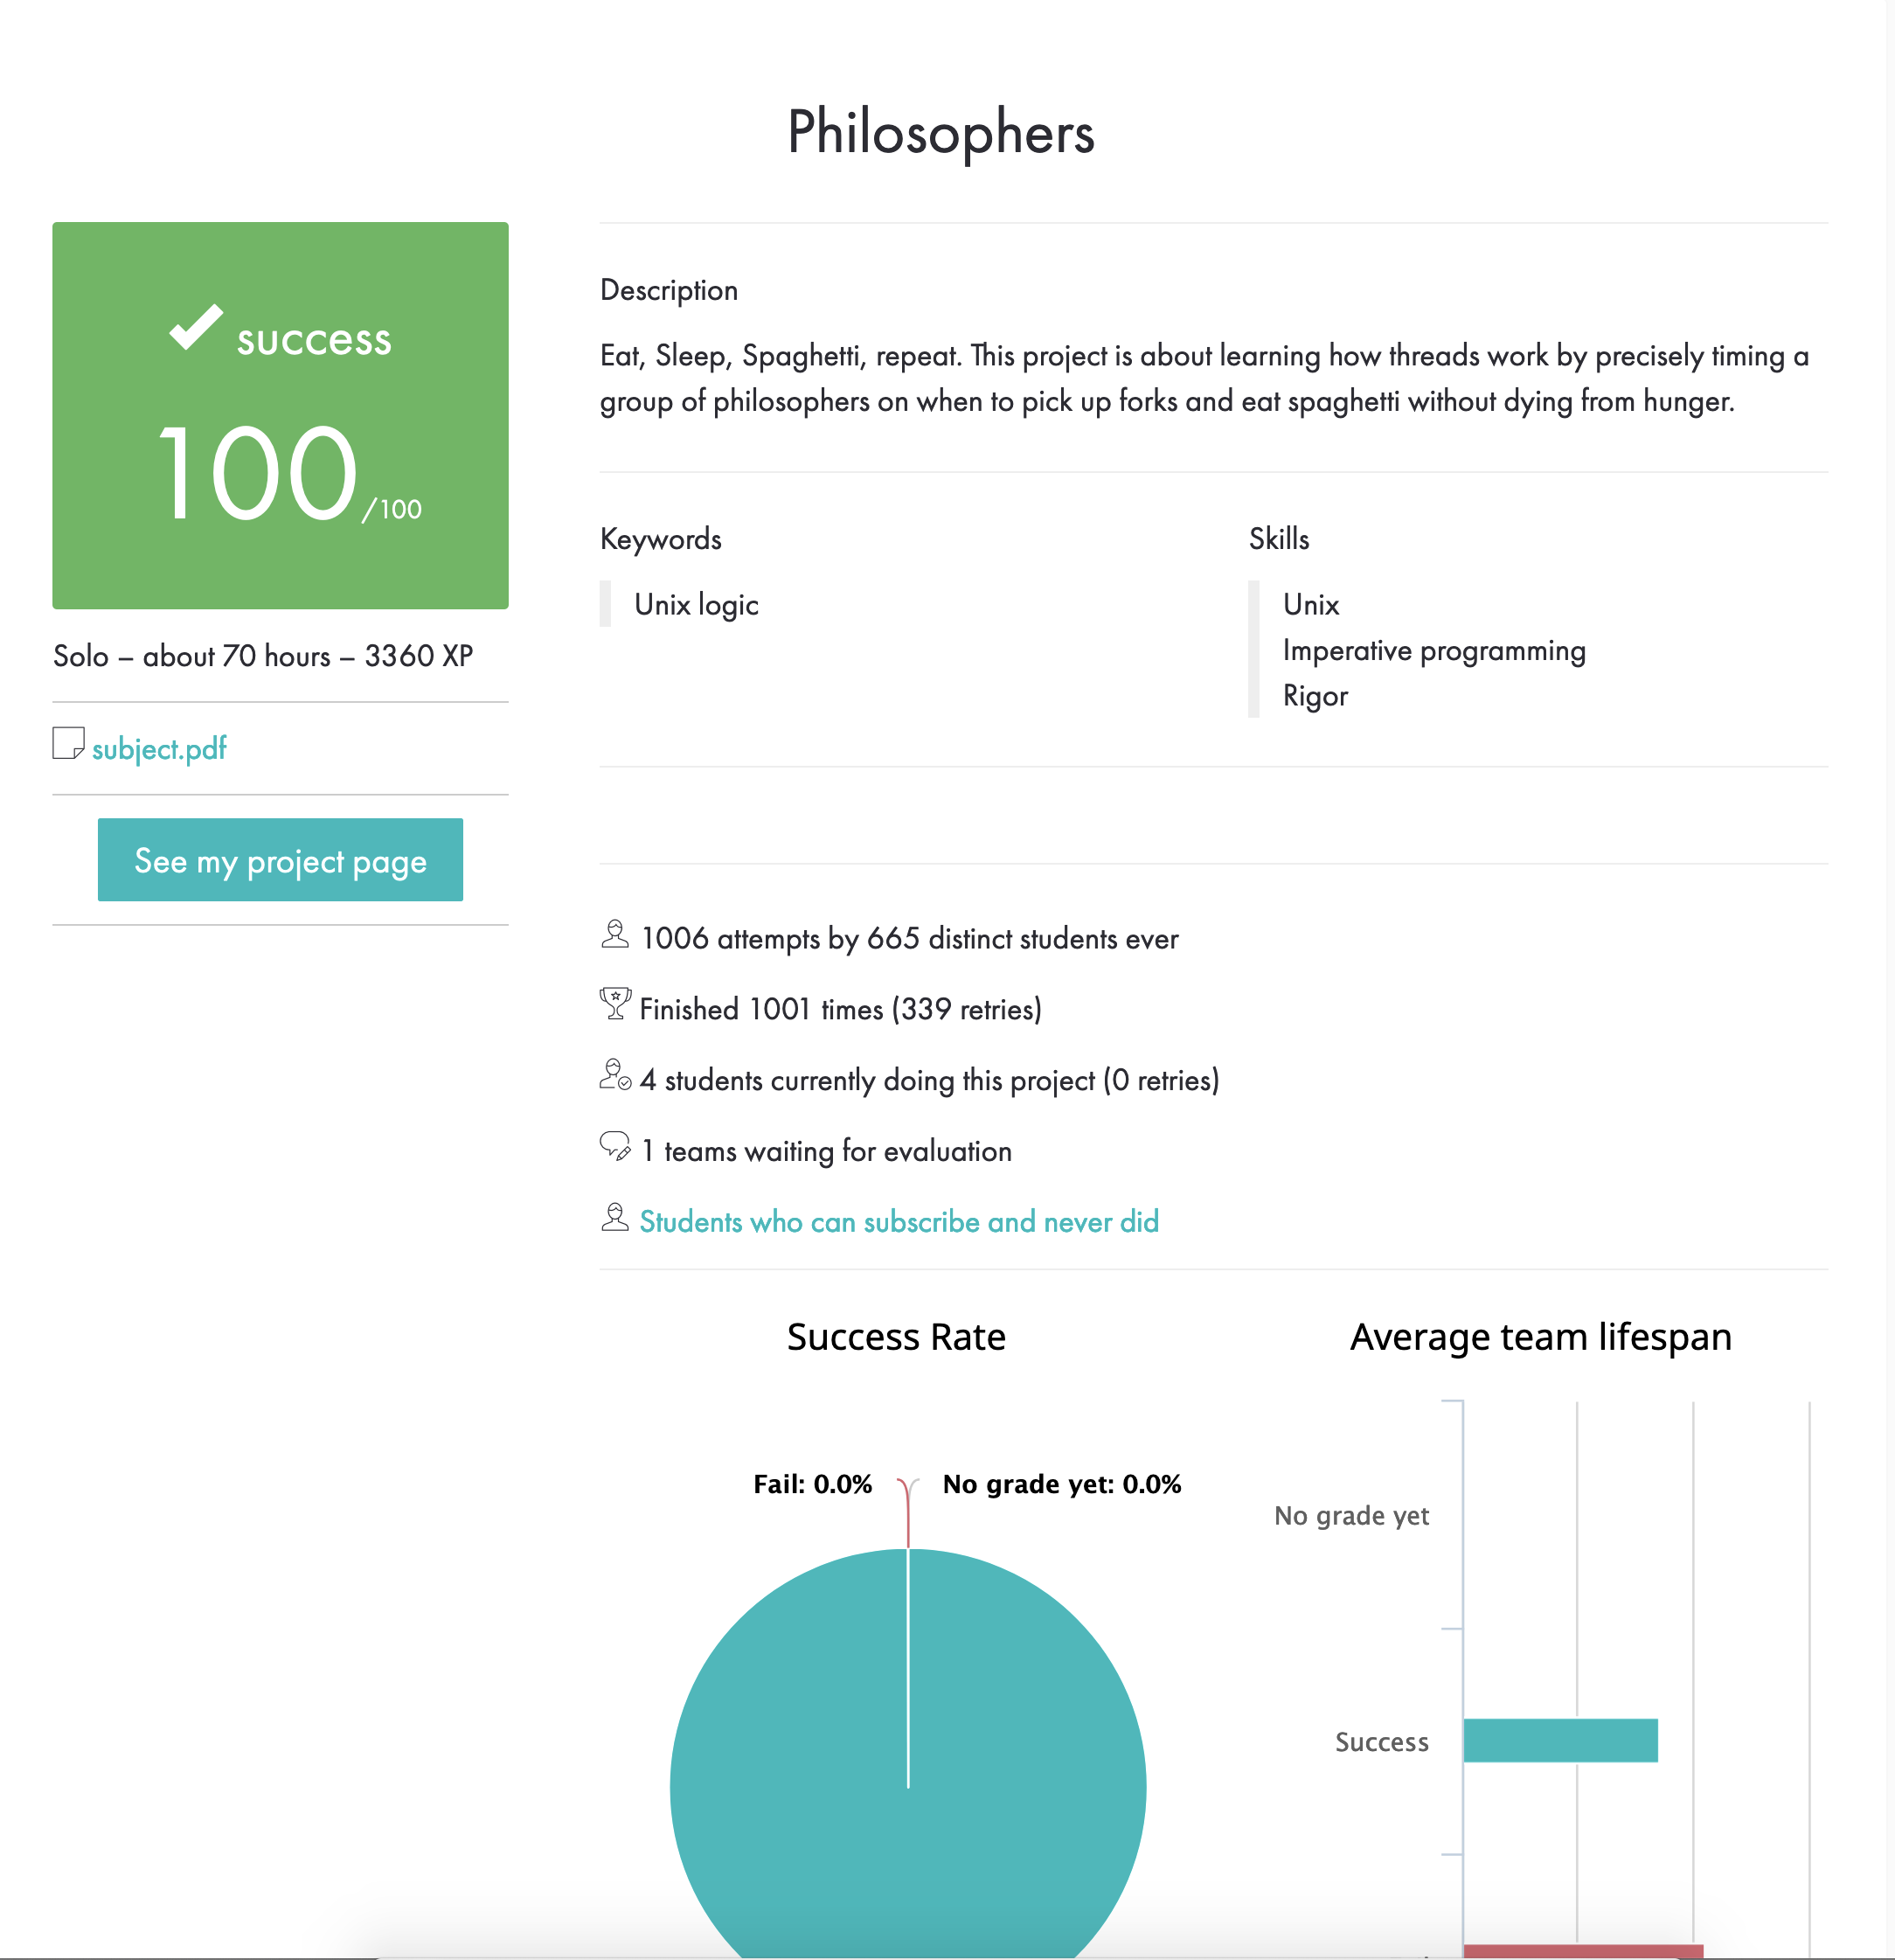 Philosophers
success
100/100
Solo – about 70 hours – 3360 XP
subject.pdf
See my project page
Description
Eat, Sleep, Spaghetti, repeat. This project is about learning how threads work by precisely timing a
group of philosophers on when to pick up forks and eat spaghetti without dying from hunger.
Keywords
Unix logic
Skills
Unix
Imperative programming
Rigor
1006 attempts by 665 distinct students ever
Finished 1001 times (339 retries)
4 students currently doing this project (0 retries)
1 teams waiting for evaluation
Students who can subscribe and never did
Success Rate
Fail: 0.0%
No grade yet: 0.0%
Average team lifespan
No grade yet
Success